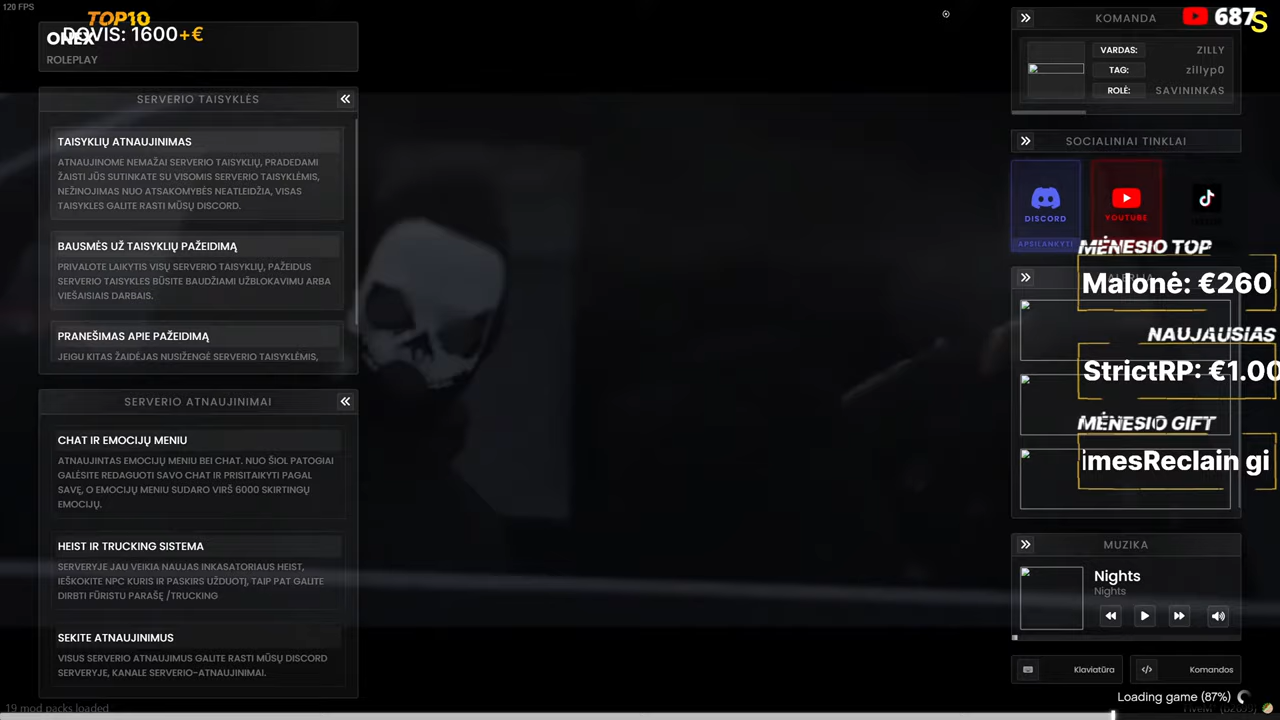 120 FPS
TOP10
DOVIS: 1600+€
ONEX
ROLEPLAY
SERVERIO TAISYKLĖS
TAISYKLIŲ ATNAUJINIMAS
ATNAUJINOME NEMAŽAI SERVERIO TAISYKLIŲ, PRADEDAMI
ŽAISTI JŪS SUTINKATE SU VISOMIS SERVERIO TAISYKLĖMIS,
NEŽINOJIMAS NUO ATSAKOMYBĖS NEATLEIDŽIA, VISAS
TAISYKLES GALITE RASTI MŪSŲ DISCORD.
BAUSMĖS UŽ TAISYKLIŲ PAŽEIDIMĄ
PRIVALOTE LAIKYTIS VISŲ SERVERIO TAISYKLIŲ, PAŽEIDUS
SERVERIO TAISYKLES BŪSITE BAUDŽIAMI UŽBLOKAVIMU ARBA
VIEŠAISIAIS DARBAIS.
PRANEŠIMAS APIE PAŽEIDIMĄ
JEIGU KITAS ŽAIDĖJAS NUSIŽENGĖ SERVERIO TAISYKLĖMIS,
SERVERIO ATNAUJINIMAI
CHAT IR EMOCIJŲ MENIU
ATNAUJINTAS EMOCIJŲ MENIU BEI CHAT. NUO ŠIOL PATOGIAI
GALĖSITE REDAGUOTI SAVO CHAT IR PRISITAIKYTI PAGAL
SAVĘ, O EMOCIJŲ MENIU SUDARO VIRŠ 6000 SKIRTINGŲ
EMOCIJŲ.
HEIST IR TRUCKING SISTEMA
SERVERYJE JAU VEIKIA NAUJAS INKASATORIAUS HEIST,
IEŠKOKITE NPC KURIS IR PASKIRS UŽDUOTĮ, TAIP PAT GALITE
DIRBTI FŪRISTU PARAŠĘ /TRUCKING
SEKITE ATNAUJINIMUS
VISUS SERVERIO ATNAUJIMUS GALITE RASTI MŪSŲ DISCORD
SERVERYJE, KANALE SERVERIO-ATNAUJINIMAI.
19 mod packs loaded
KOMANDA
687
S
VARDAS: ZILLY
TAG: zillyp0
ROLĖ: SAVININKAS
SOCIALINIAI TINKLAI
DISCORD
YOUTUBE
APSILANKYTI
MĖNESIO TOP
Malonė: €260
NAUJAUSIAS
StrictRP: €1.00
MĖNESIO GIFT
imesReclain gi
MUZIKA
Nights
Nights
Klaviatūra
Komandos
Loading game (87%)